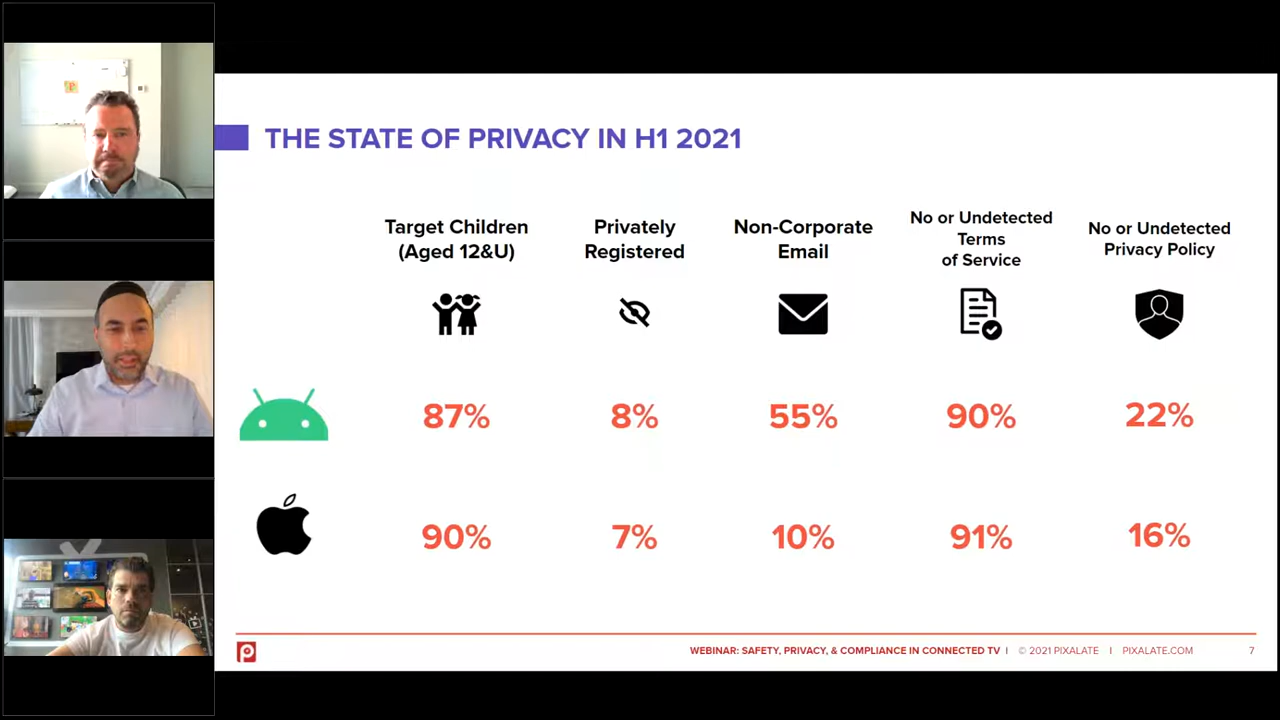 THE STATE OF PRIVACY IN H1 2021
Target Children
(Aged 12&U)
Privately
Registered
Non-Corporate
Email
No or Undetected
Terms
of Service
No or Undetected
Privacy Policy
87%
8%
55%
90%
22%
90%
7%
10%
91%
16%
WEBINAR: SAFETY, PRIVACY, & COMPLIANCE IN CONNECTED TV I © 2021 PIXALATE I PIXALATE.COM 7